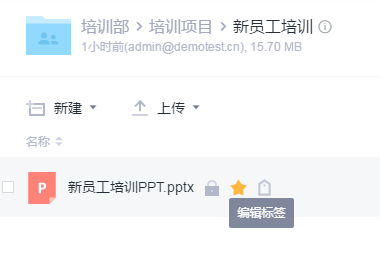 培训部 > 培训项目 > 新员工培训
1小时前(admin@demotest.cn), 15.70 MB
新建 上传
名称
P 新员工培训PPT.pptx
编辑标签